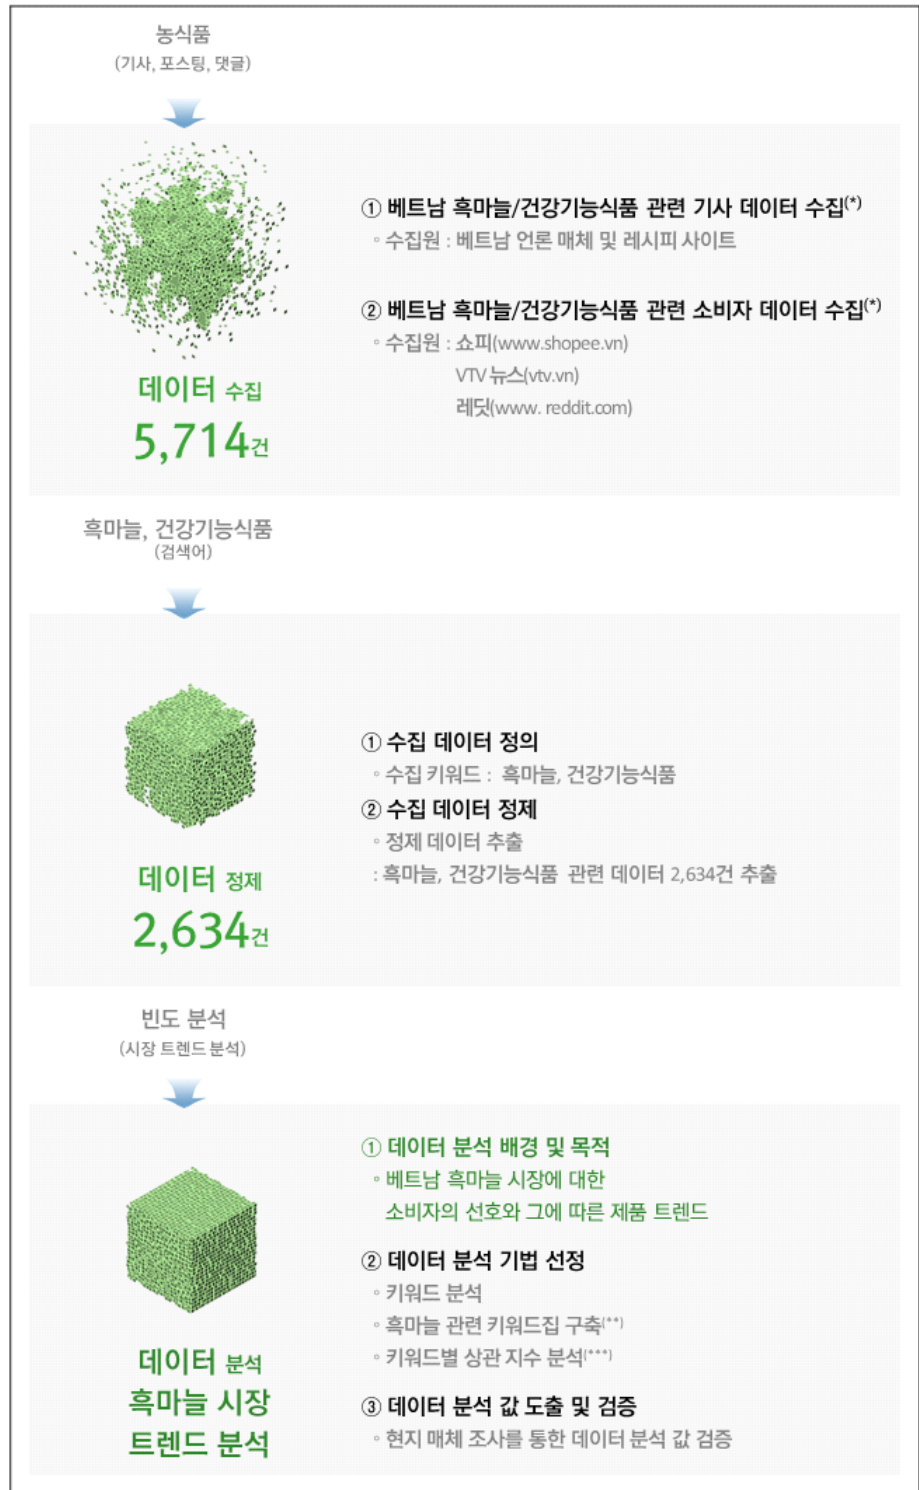 농식품
(기사, 포스팅, 댓글)
① 베트남 흑마늘/건강기능식품 관련 기사 데이터 수집(*)
◦ 수집원 : 베트남 언론 매체 및 레시피 사이트
② 베트남 흑마늘/건강기능식품 관련 소비자 데이터 수집(*)
◦ 수집원 : 쇼피(www.shopee.vn)
VTV 뉴스(vtv.vn)
레딧(www. reddit.com)
데이터 수집
5,714건
흑마늘, 건강기능식품
(검색어)
① 수집 데이터 정의
◦ 수집 키워드 : 흑마늘, 건강기능식품
② 수집 데이터 정제
◦ 정제 데이터 추출
: 흑마늘, 건강기능식품 관련 데이터 2,634건 추출
데이터 정제
2,634건
빈도 분석
(시장 트렌드 분석)
① 데이터 분석 배경 및 목적
◦ 베트남 흑마늘 시장에 대한
소비자의 선호와 그에 따른 제품 트렌드
② 데이터 분석 기법 선정
◦ 키워드 분석
◦ 흑마늘 관련 키워드집 구축(**)
◦ 키워드별 상관 지수 분석(***)
③ 데이터 분석 값 도출 및 검증
◦ 현지 매체 조사를 통한 데이터 분석 값 검증
데이터 분석
흑마늘 시장
트렌드 분석